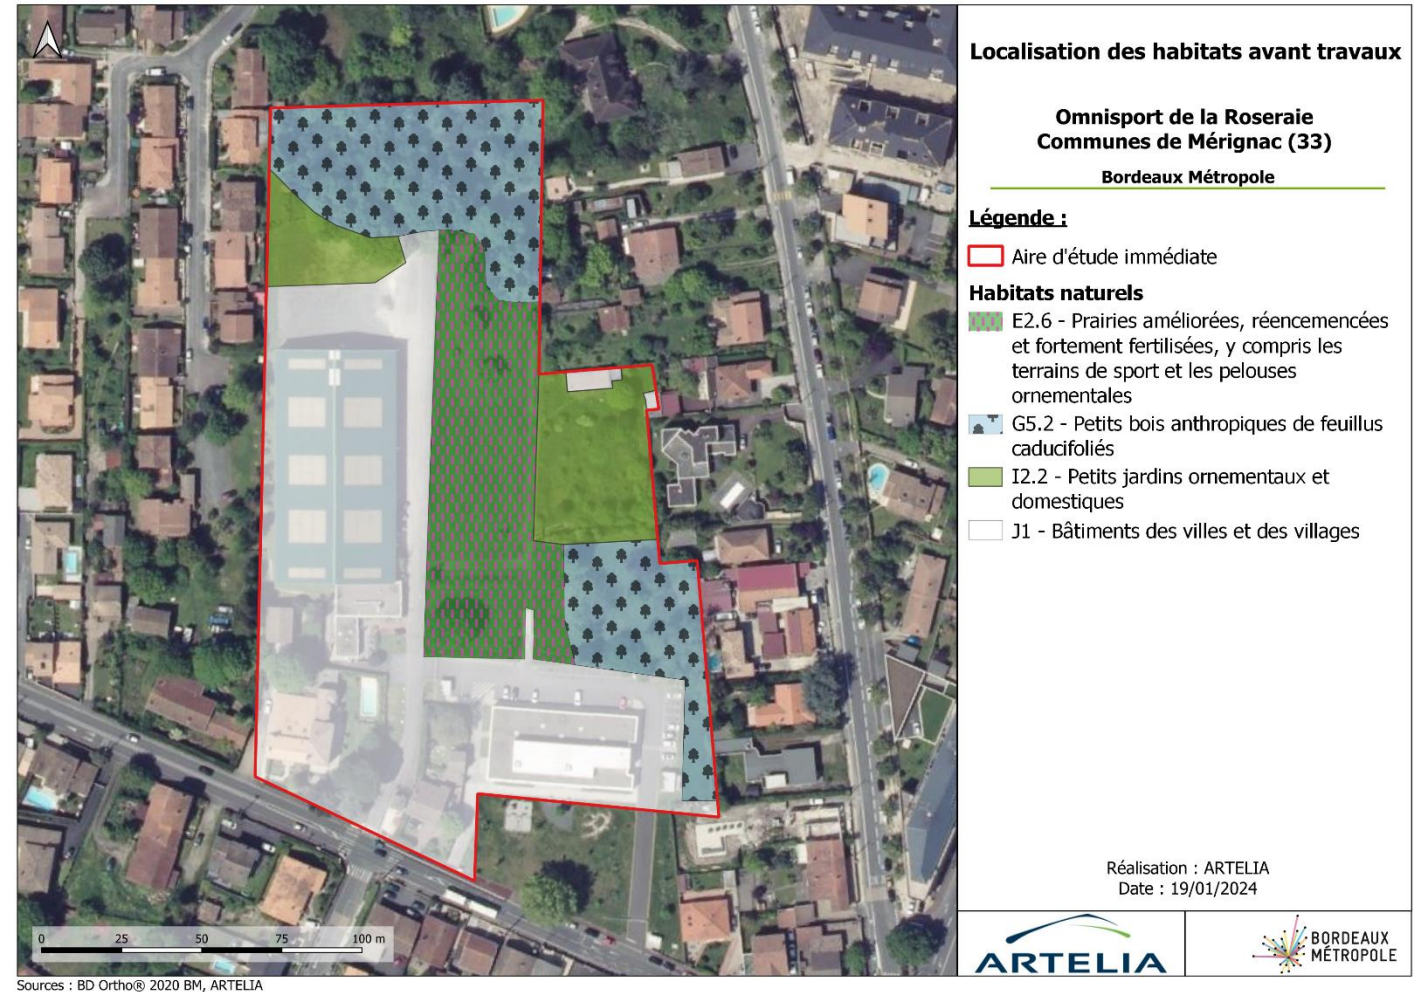 Localisation des habitats avant travaux
Omnisport de la Roseraie
Communes de Mérignac (33)
Bordeaux Métropole
Légende :
Aire d'étude immédiate
Habitats naturels
E2.6 - Prairies améliorées, réencemencées
et fortement fertilisées, y compris les
terrains de sport et les pelouses
ornementales
G5.2 - Petits bois anthropiques de feuillus
caducifoliés
I2.2 - Petits jardins ornementaux et
domestiques
J1 - Bâtiments des villes et des villages
Réalisation : ARTELIA
Date : 19/01/2024
ARTELIA
BORDEAUX
MÉTROPOLE
0 25 50 75 100 m
Sources : BD Ortho® 2020 BM, ARTELIA